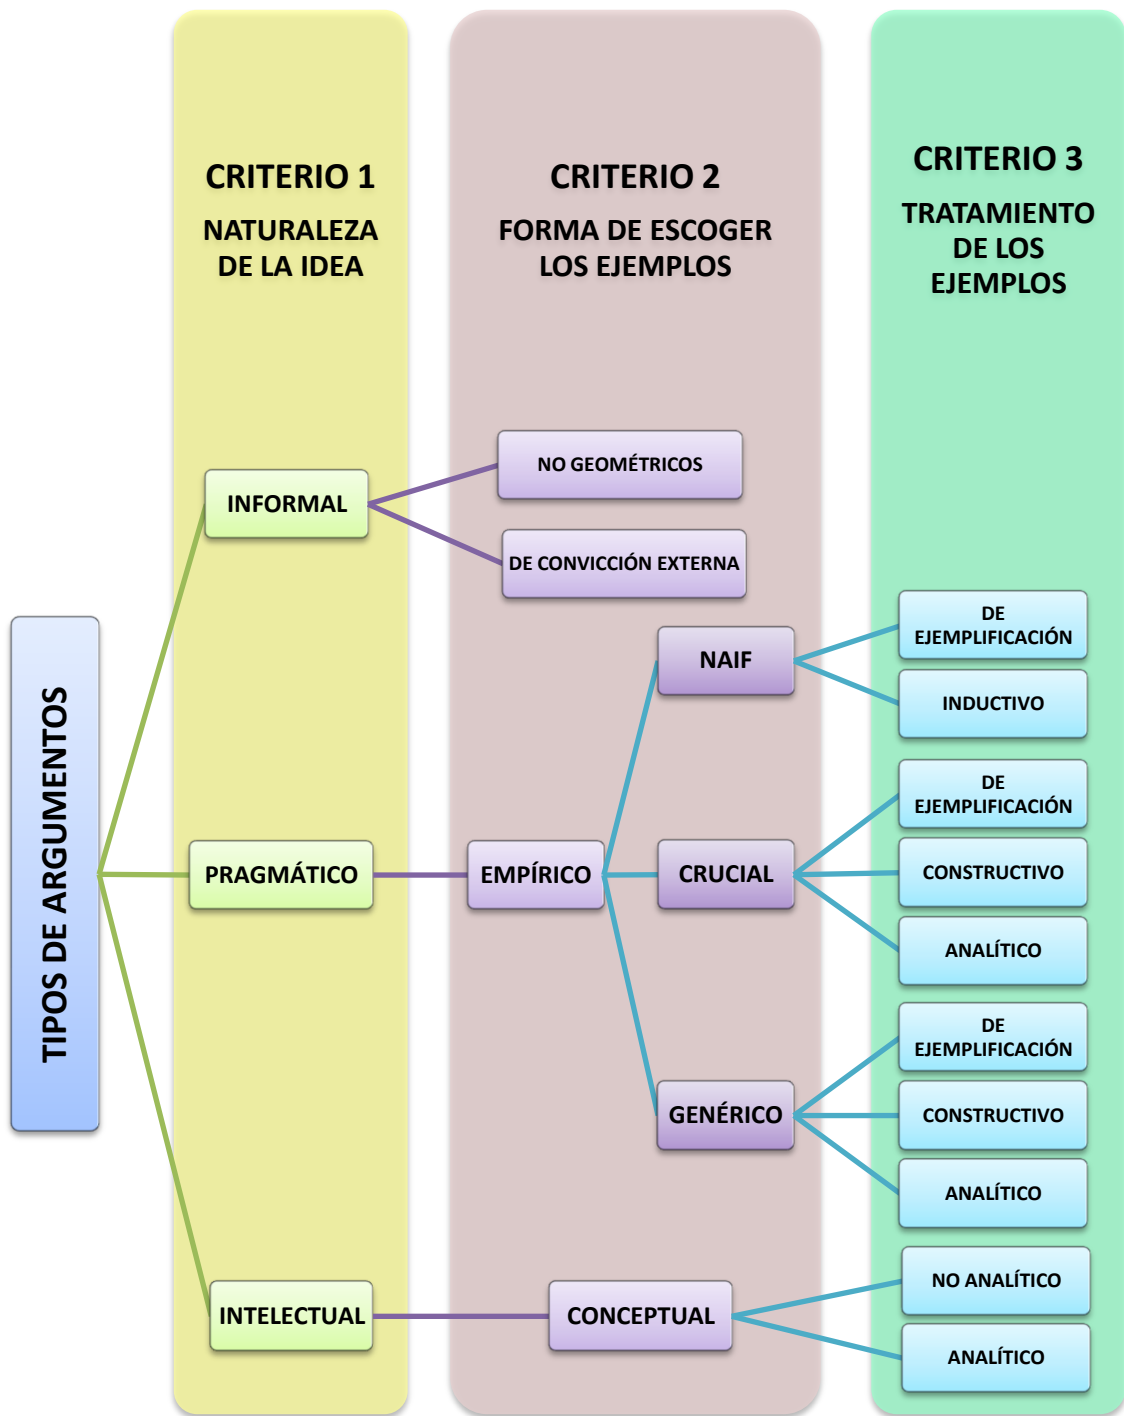 CRITERIO 1
NATURALEZA
DE LA IDEA
CRITERIO 2
FORMA DE ESCOGER
LOS EJEMPLOS
CRITERIO 3
TRATAMIENTO
DE LOS
EJEMPLOS
TIPOS DE ARGUMENTOS
INFORMAL
NO GEOMÉTRICOS
DE CONVICCIÓN EXTERNA
PRAGMÁTICO
EMPÍRICO
NAIF
DE
EJEMPLIFICACIÓN
INDUCTIVO
CRUCIAL
DE
EJEMPLIFICACIÓN
CONSTRUCTIVO
ANALÍTICO
GENÉRICO
DE
EJEMPLIFICACIÓN
CONSTRUCTIVO
ANALÍTICO
INTELECTUAL
CONCEPTUAL
NO ANALÍTICO
ANALÍTICO